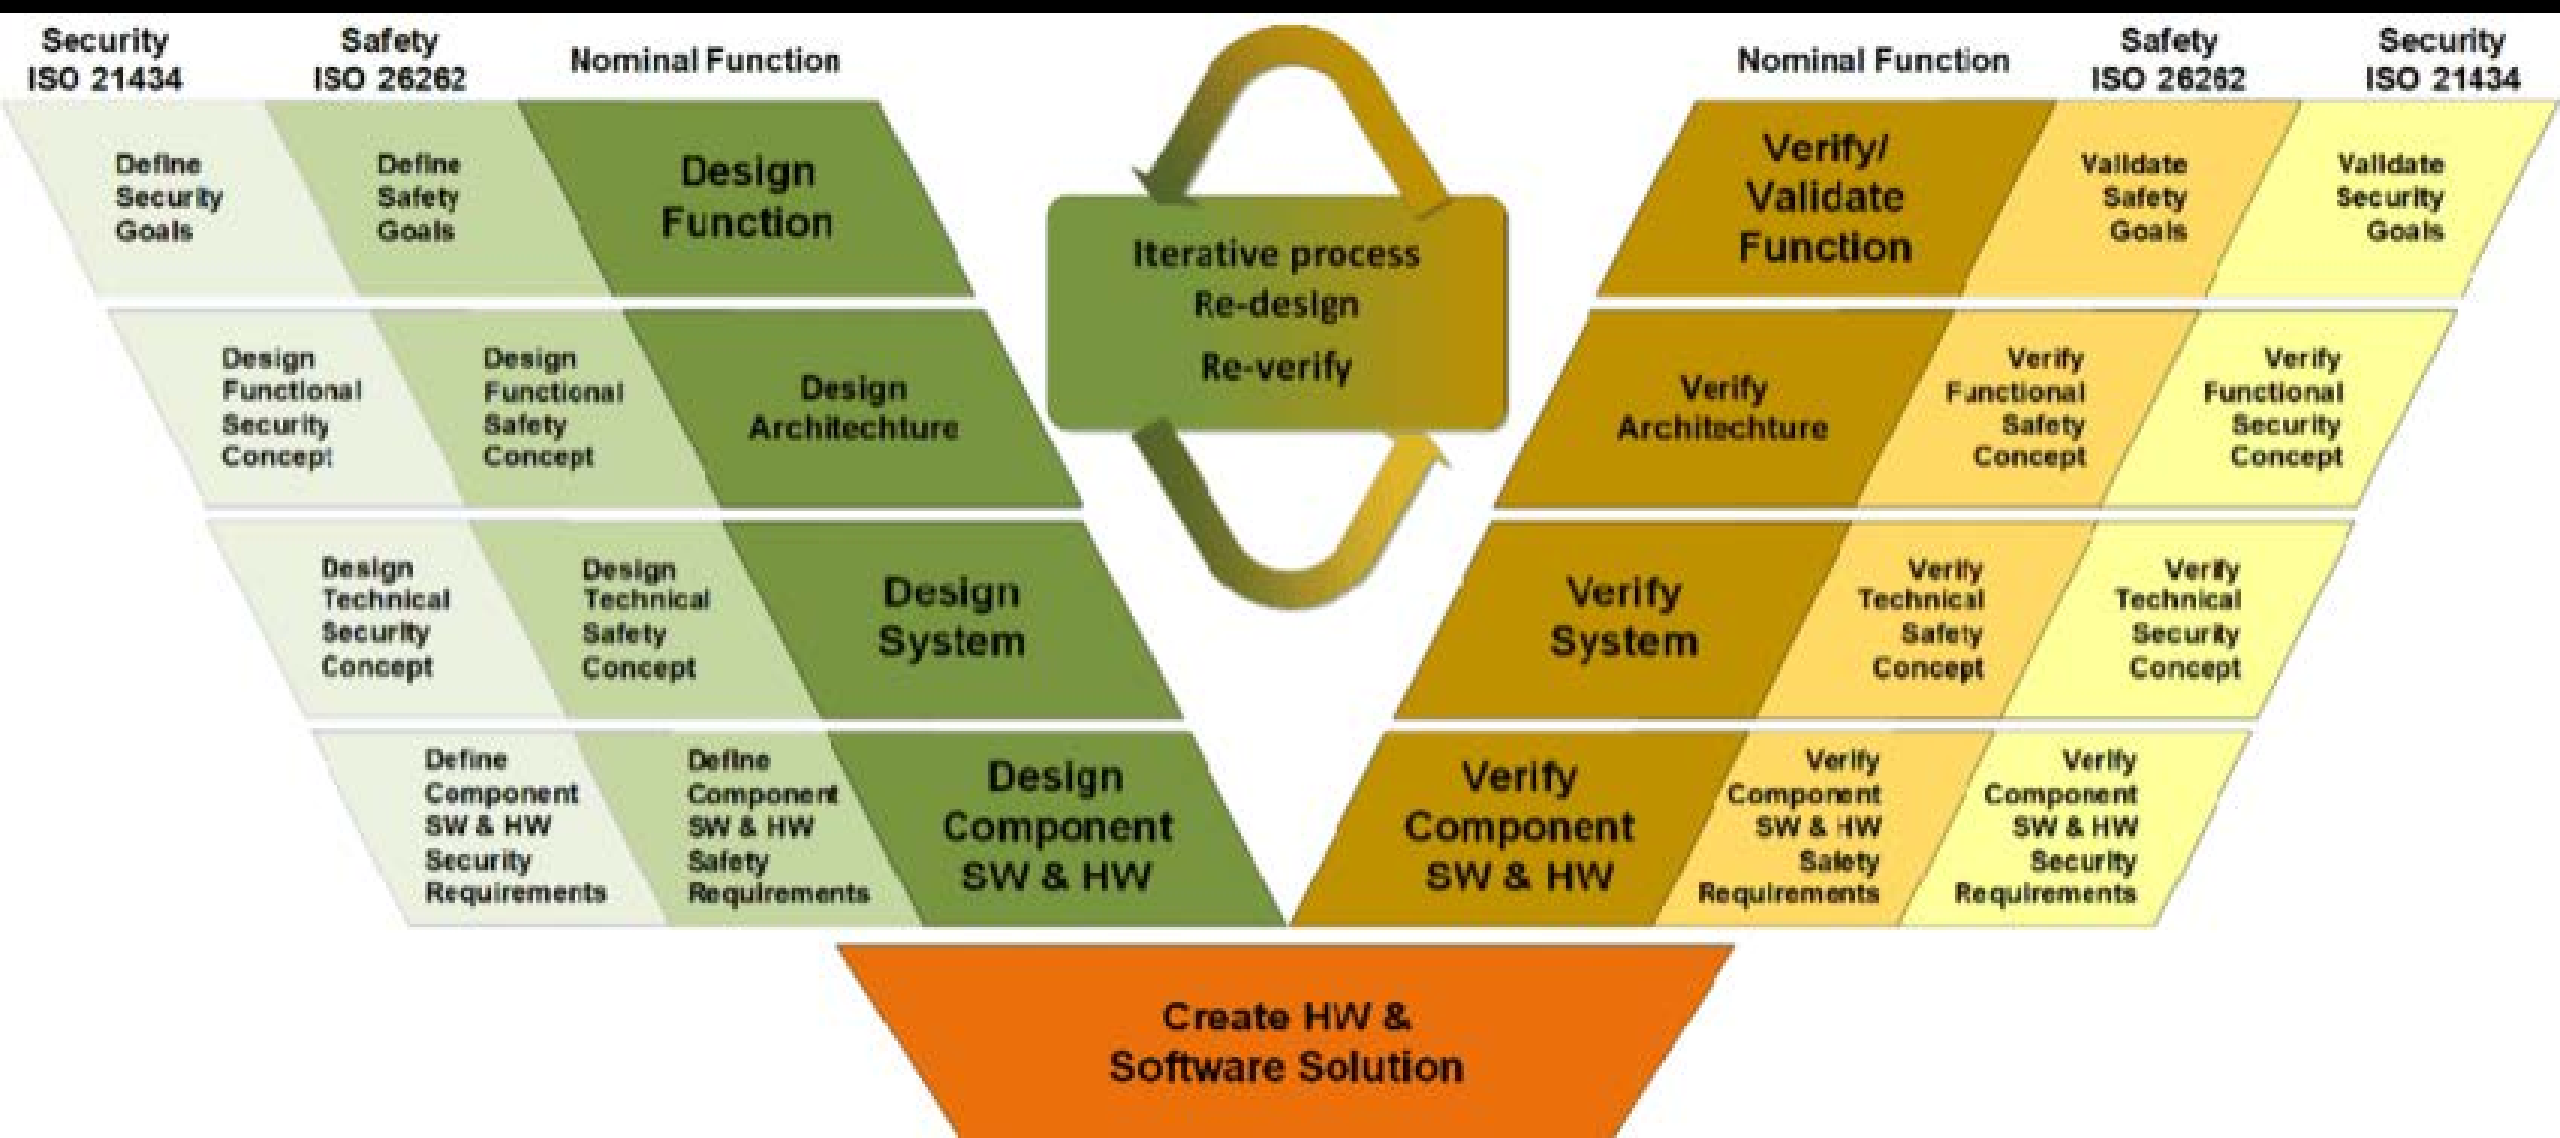 Security
ISO 21434
Safety
ISO 26262
Nominal Function
Nominal Function
Safety
ISO 26262
Security
ISO 21434
Define
Security
Goals
Define
Safety
Goals
Design
Function
Iterative process
Re-design
Re-verify
Verify/
Validate
Function
Validate
Safety
Goals
Validate
Security
Goals
Design
Functional
Security
Concept
Design
Functional
Safety
Concept
Design
Architechture
Verify
Architechture
Verify
Functional
Safety
Concept
Verify
Functional
Security
Concept
Design
Technical
Security
Concept
Design
Technical
Safety
Concept
Design
System
Verify
System
Verify
Technical
Safety
Concept
Verify
Technical
Security
Concept
Define
Component
SW & HW
Security
Requirements
Define
Component
SW & HW
Safety
Requirements
Design
Component
SW & HW
Verify
Component
SW & HW
Verify
Component
SW & HW
Safety
Requirements
Verify
Component
SW & HW
Security
Requirements
Create HW &
Software Solution